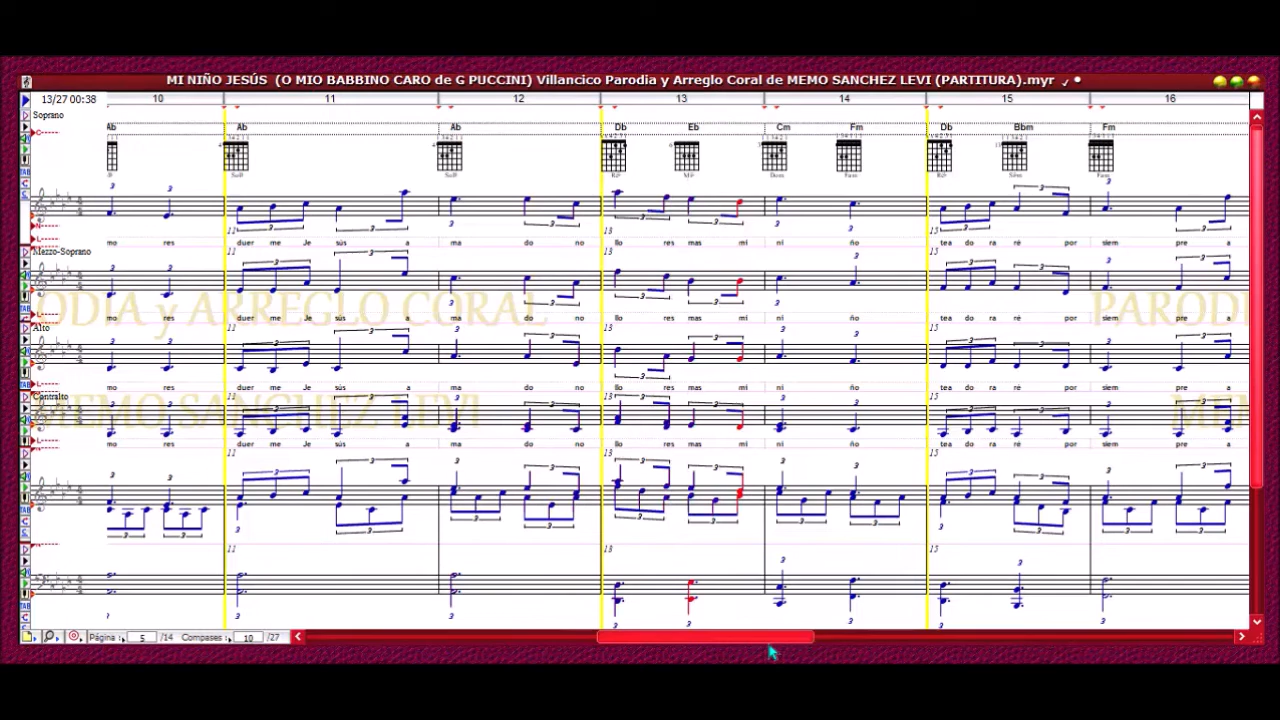 MI NIÑO JESÚS (O MIO BABBINO CARO de G PUCCINI) Villancico Parodia y Arreglo Coral de MEMO SANCHEZ LEVI (PARTITURA).myr
13/27 00:38 10 11 12 13 14 15 16
Soprano
Ab Ab Ab Db Eb Cm Fm Db Bbm Fm
mo res duer me Je sús a ma do no llo res mas mi ni ño tea do ra ré por siem pre a
Mezzo-Soprano
ODIA y ARREGLO CORAL PARODI
mo res duer me Je sús a ma do no llo res mas mi ni ño tea do ra ré por siem pre a
Alto
mo res duer me Je sús a ma do no llo res mas mi ni ño tea do ra ré por siem pre a
Contralto
MEMO SANCHEZ LEVI MEM
mo res duer me Je sús a ma do no llo res mas mi ni ño tea do ra ré por siem pre a
11 13 15
Página : 5 /14 Compases : 10 /27